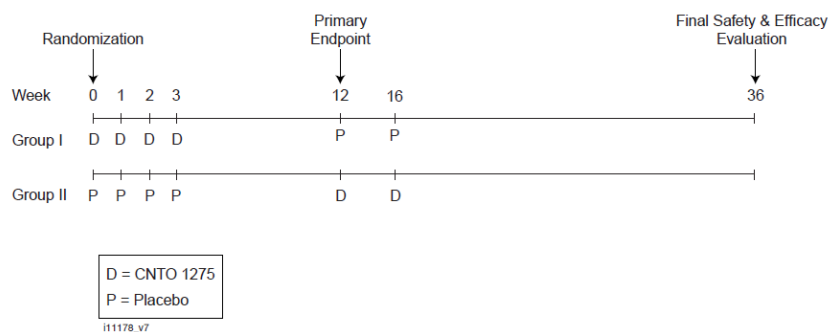 Primary
Endpoint
Final Safety & Efficacy
Evaluation
Randomization
Week 0 1 2 3 12 16 36
Group I D D D D P P
Group II P P P P D D
D = CNTO 1275
P = Placebo
i11178_v7